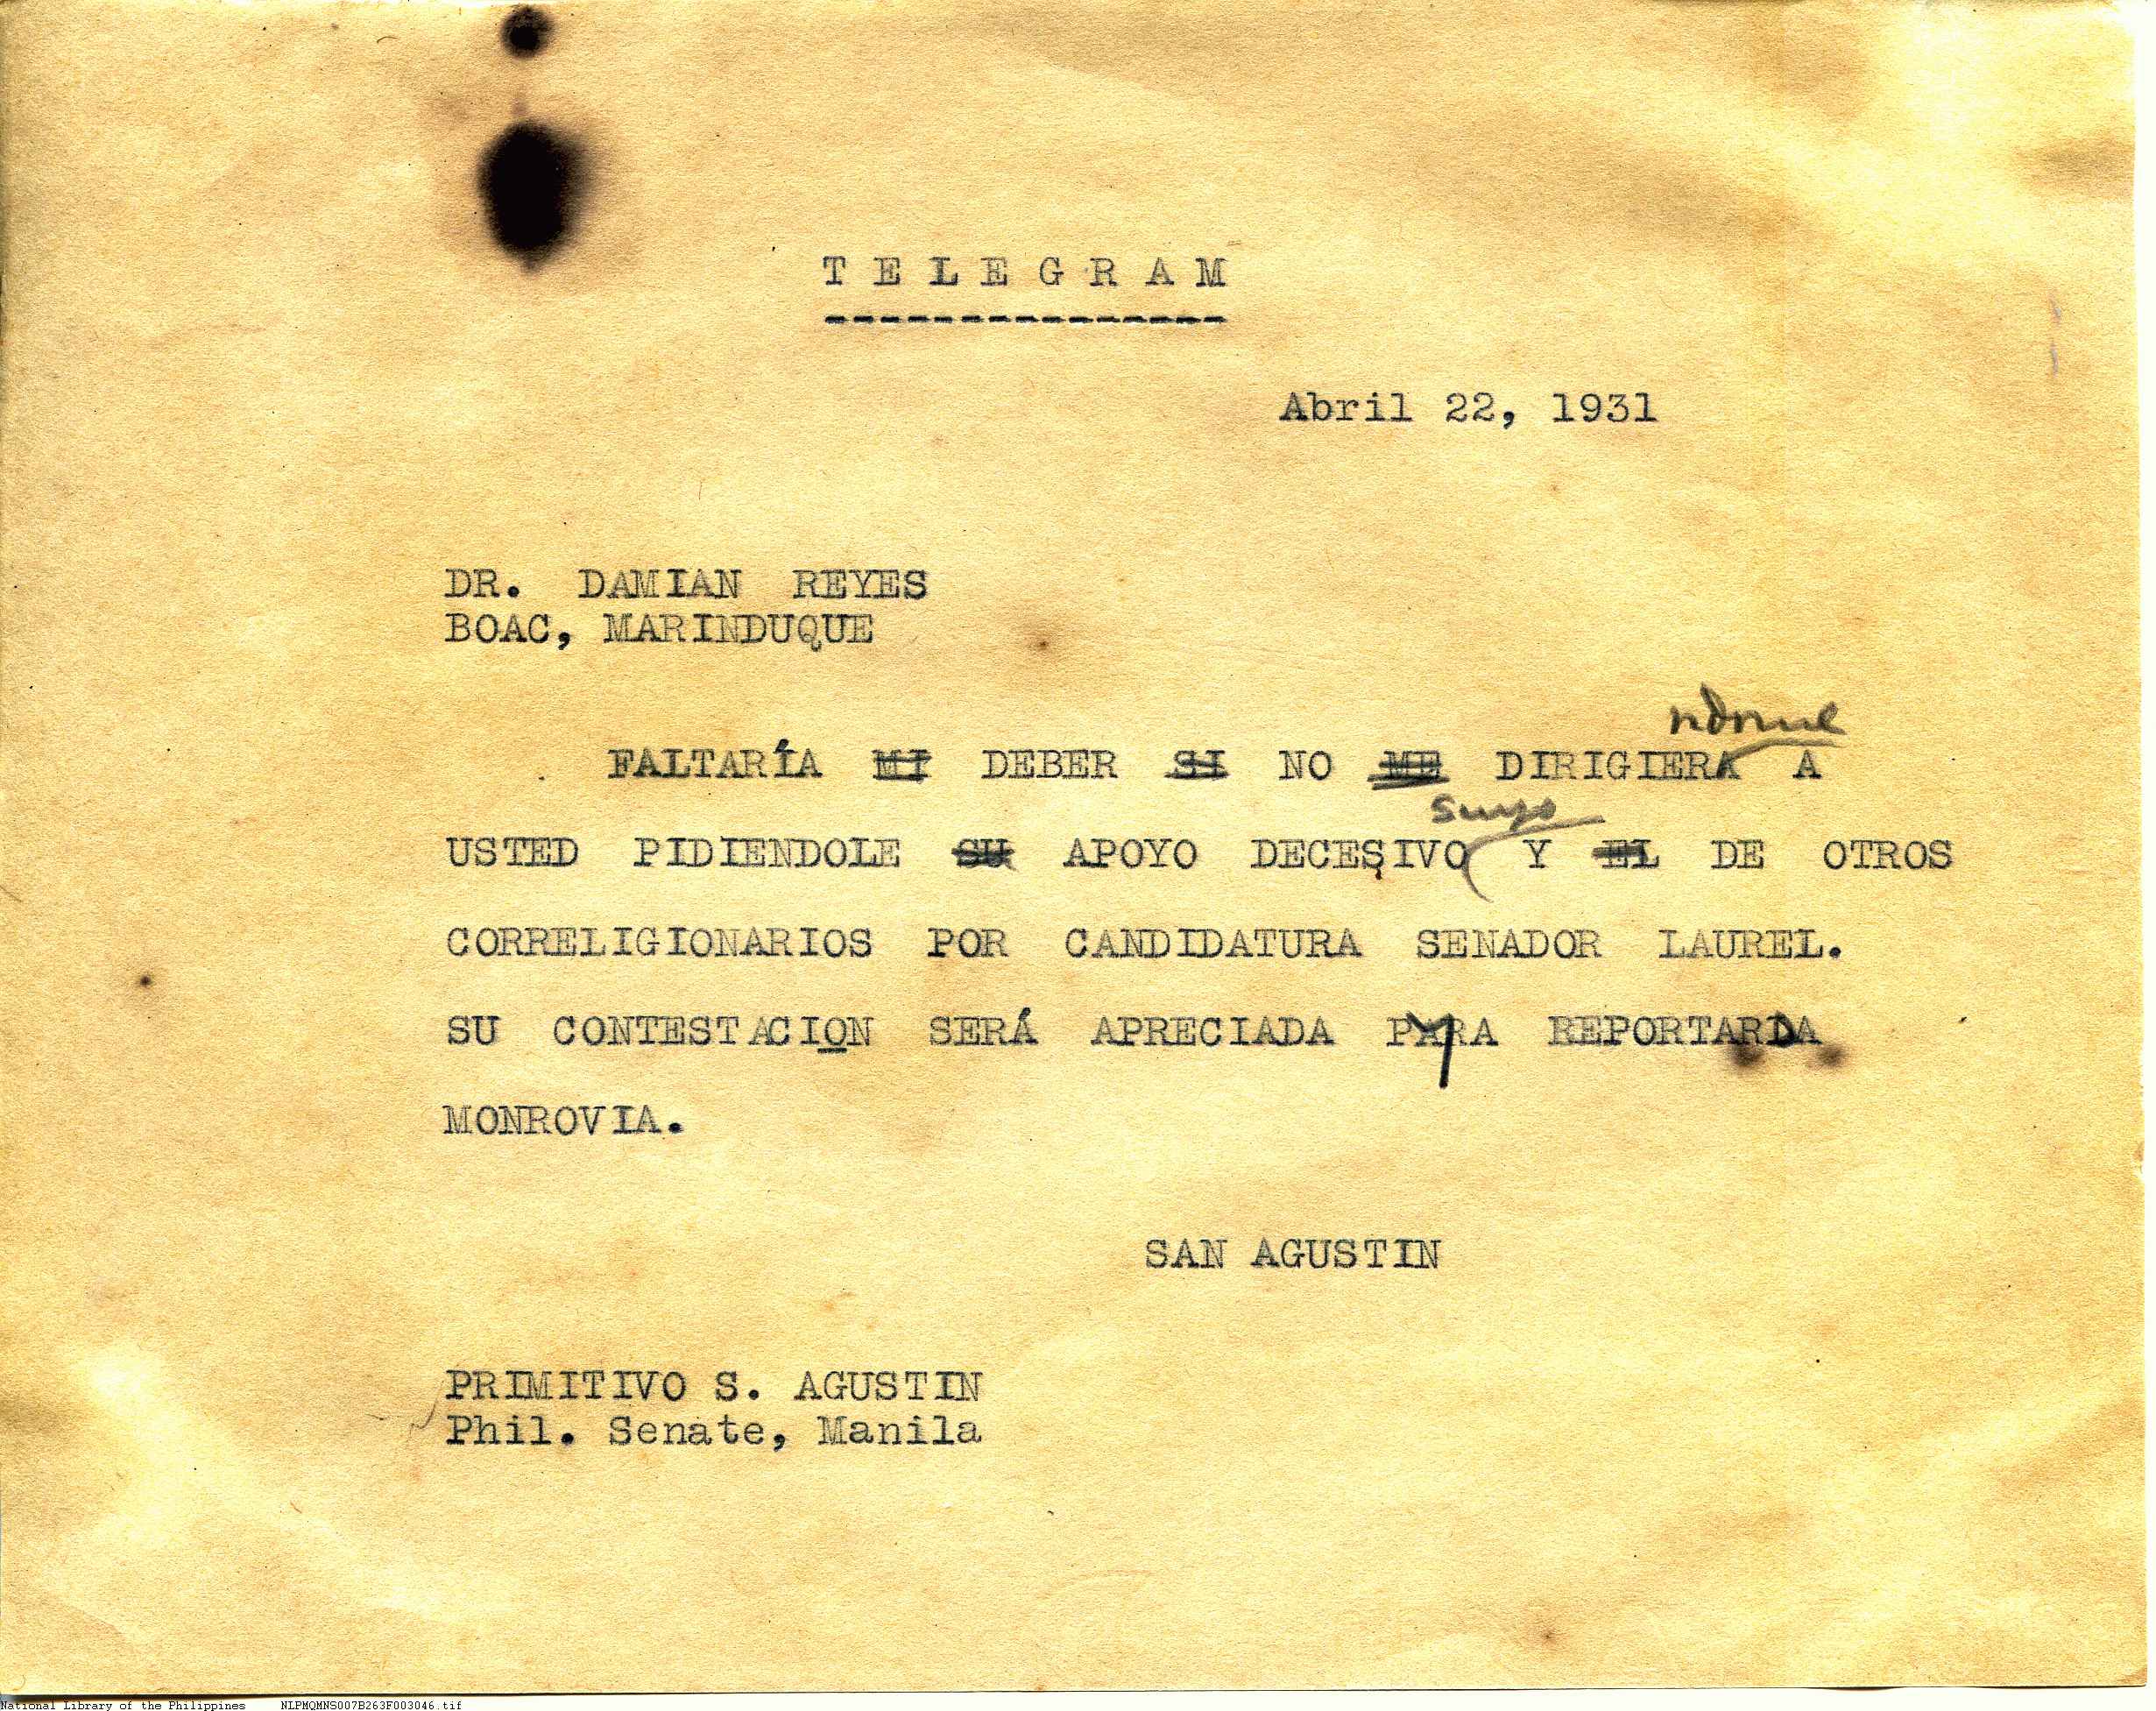 T E L E G R A M
---------------
Abril 22, 1931
DR. DAMIAN REYES
BOAC, MARINDUQUE
ndome
FALTARÍA MI DEBER SI NO ME DIRIGIERA A
suyo
USTED PIDIENDOLE SU APOYO DECESIVO Y EL DE OTROS
CORRELIGIONARIOS POR CANDIDATURA SENADOR LAUREL.
SU CONTESTACION SERÁ APRECIADA PARA REPORTARLA
MONROVIA.
SAN AGUSTIN
PRIMITIVO S. AGUSTIN
Phil. Senate, Manila
National Library of the Philippines NLPMQMNS007B263F003046.tif